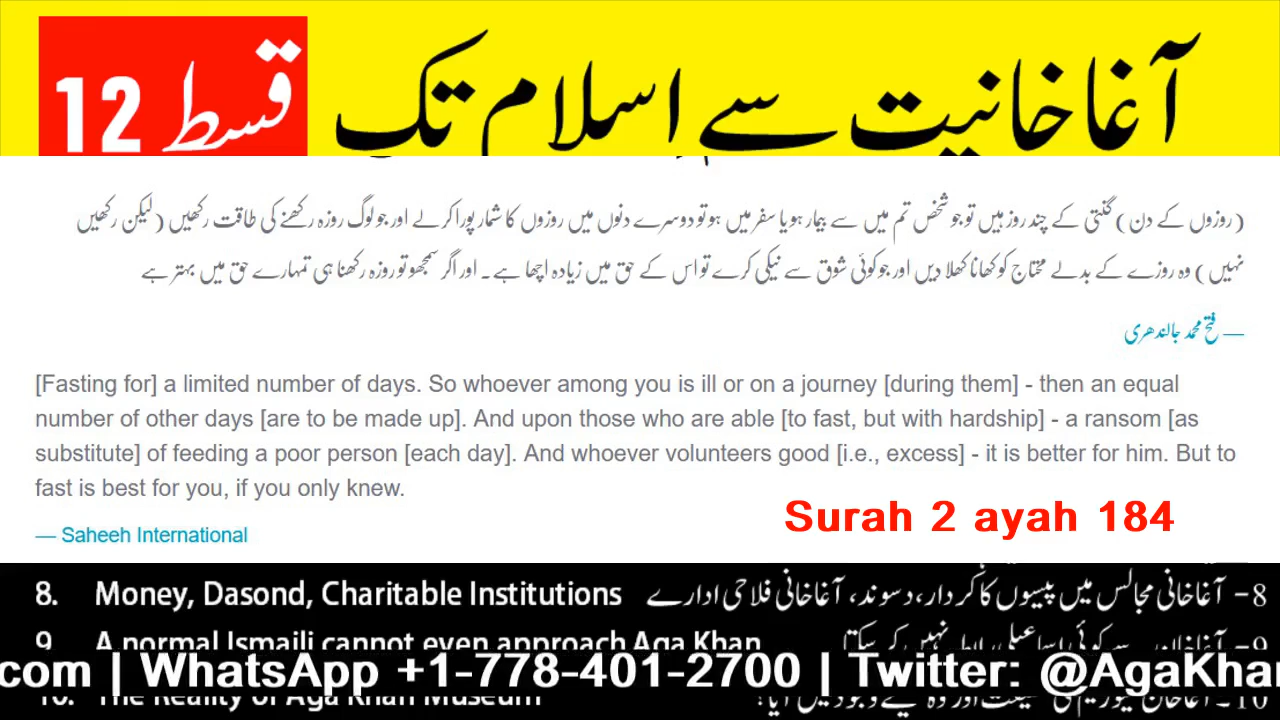 آغاخانیت سے اسلام تک
قسط 12
(روزوں کے دن) گنتی کے چند روز ہیں تو جو شخص تم میں سے بیمار ہو یا سفر میں ہو تو دوسرے دنوں میں روزوں کا شمار پورا کرلے اور جو لوگ روزہ رکھنے کی طاقت رکھیں (لیکن رکھیں
نہیں) وہ روزے کے بدلے محتاج کو کھانا کھلا دیں اور جو کوئی شوق سے نیکی کرے تو اس کے حق میں زیادہ اچھا ہے۔ اور اگر سمجھو تو روزہ رکھنا ہی تمہارے حق میں بہتر ہے
— فتح محمد جالندھری
[Fasting for] a limited number of days. So whoever among you is ill or on a journey [during them] - then an equal
number of other days [are to be made up]. And upon those who are able [to fast, but with hardship] - a ransom [as
substitute] of feeding a poor person [each day]. And whoever volunteers good [i.e., excess] - it is better for him. But to
fast is best for you, if you only knew.
Surah 2 ayah 184
— Saheeh International
8. Money, Dasond, Charitable Institutions 8- آغاخانی مجالس میں پیسوں کا کردار، دسوند، آغاخانی فلاحی ادارے
9. A normal Ismaili cannot even approach Aga Khan
.com | WhatsApp +1-778-401-2700 | Twitter: @AgaKhan
10. The Reality of Aga Khan Museum